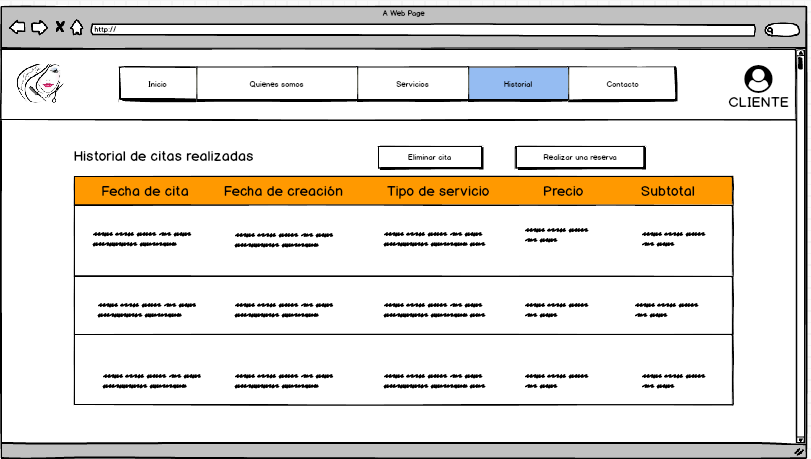 A Web Page
http://
Inicio
Quienes somos
Servicios
Historial
Contacto
CLIENTE
Historial de citas realizadas
Eliminar cita
Realizar una reserva
Fecha de cita
Fecha de creación
Tipo de servicio
Precio
Subtotal